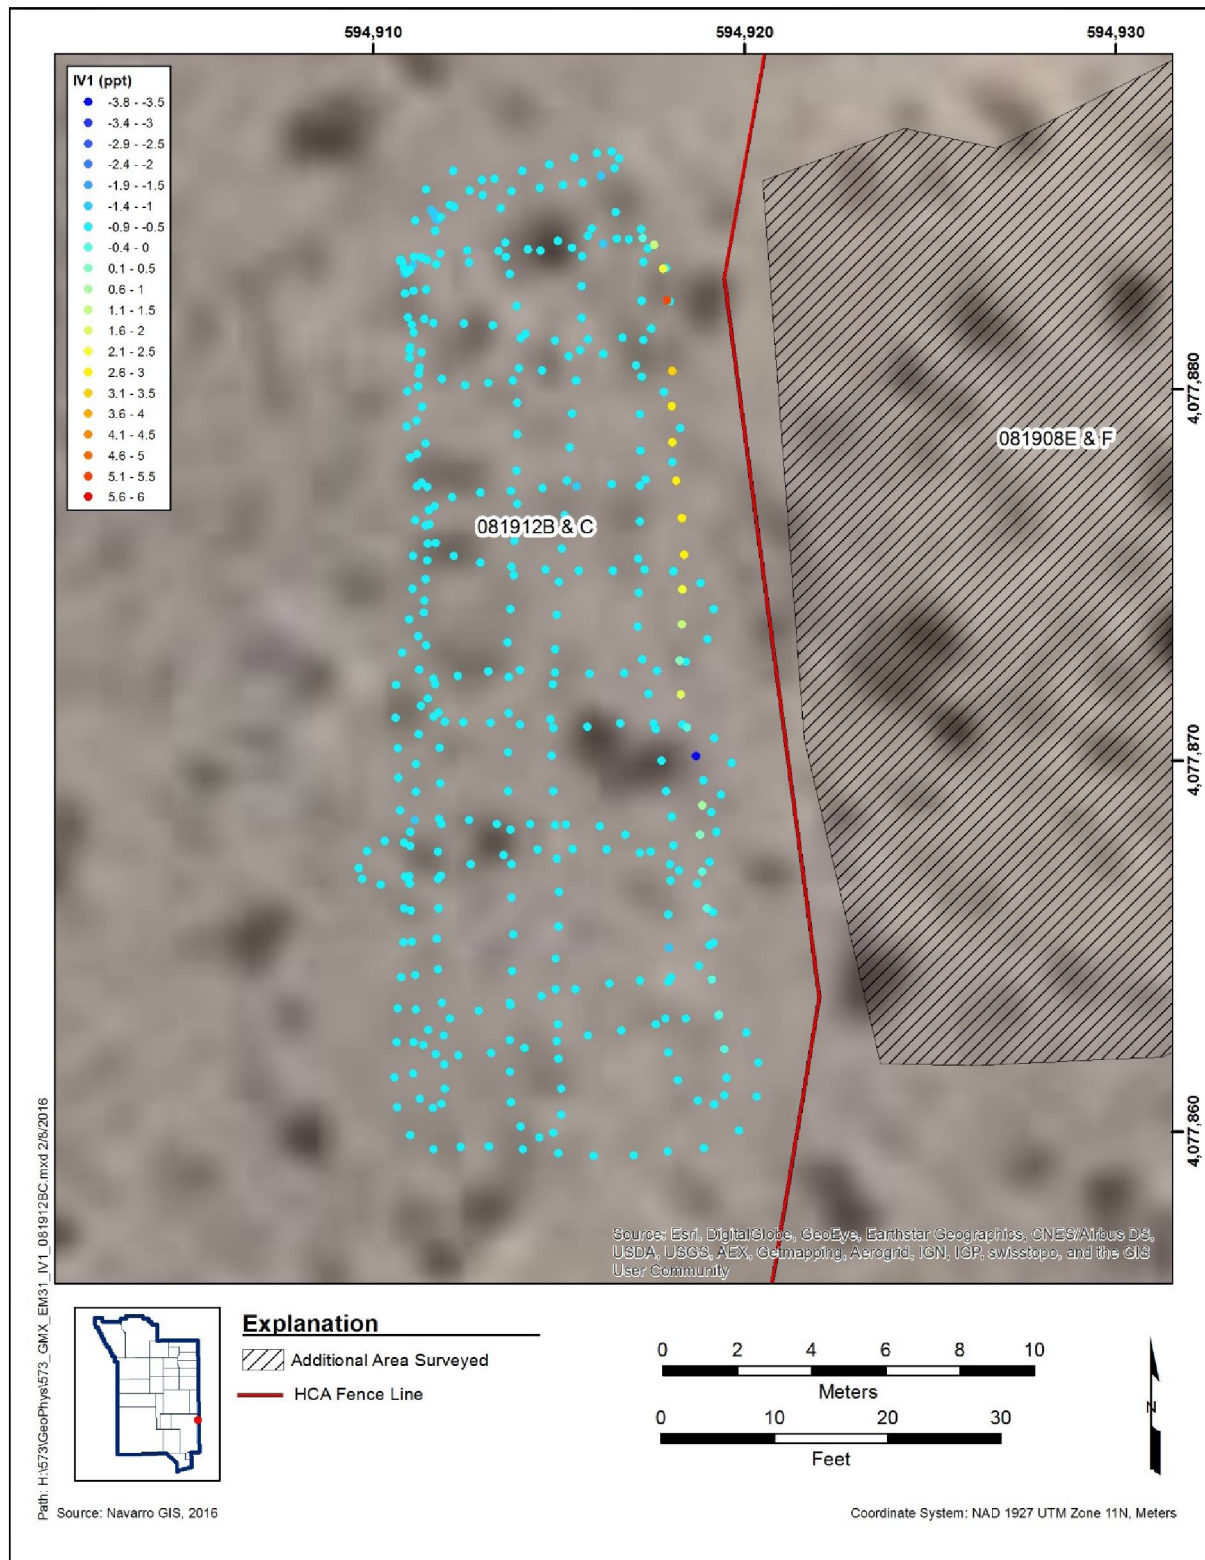 594,910
594,920
594,930
IV1 (ppt)
-3.8 - -3.5
-3.4 - -3
-2.9 - -2.5
-2.4 - -2
-1.9 - -1.5
-1.4 - -1
-0.9 - -0.5
-0.4 - 0
0.1 - 0.5
0.6 - 1
1.1 - 1.5
1.6 - 2
2.1 - 2.5
2.6 - 3
3.1 - 3.5
3.6 - 4
4.1 - 4.5
4.6 - 5
5.1 - 5.5
5.6 - 6
4,077,880
081908E & F
081912B & C
4,077,870
4,077,860
Source: Esri, DigitalGlobe, GeoEye, Earthstar Geographics, CNES/Airbus DS,
USDA, USGS, AEX, Getmapping, Aerogrid, IGN, IGP, swisstopo, and the GIS
User Community
Path: H:\573\GeoPhys\573_GMX_EM31_IV1_081912BC.mxd 2/8/2016
Explanation
Additional Area Surveyed
HCA Fence Line
0 2 4 6 8 10
Meters
0 10 20 30
Feet
N
Source: Navarro GIS, 2016
Coordinate System: NAD 1927 UTM Zone 11N, Meters